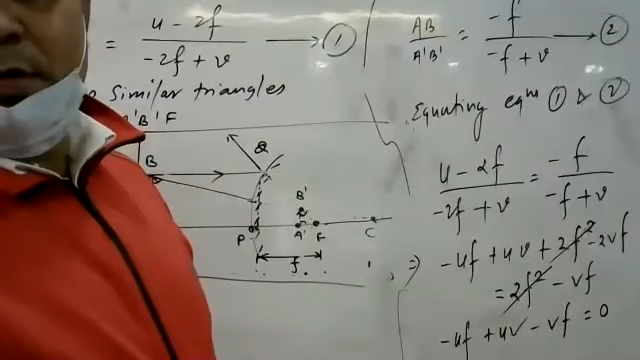 = u - 2f / -2f + v → ①
Similar triangles
A'B'F
B
Q
B'
P A' F C
f
AB / A'B' = -f / -f + v → ②
Equating eqns ① & ②
u - 2f / -2f + v = -f / -f + v
⇒ -uf + uv + 2f² - 2vf
= 2f² - vf
-uf + uv - vf = 0